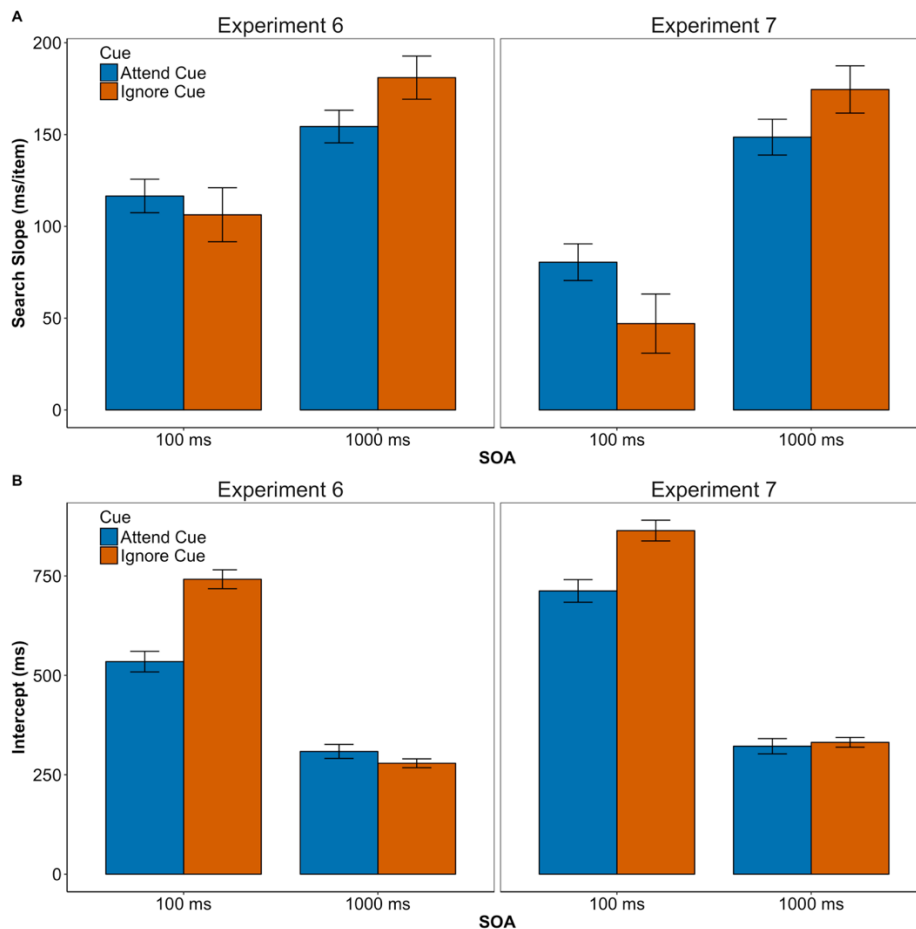 A
Experiment 6
Experiment 7
Cue
Attend Cue
Ignore Cue
200
150
100
50
0
Search Slope (ms/item)
100 ms
1000 ms
100 ms
1000 ms
SOA
B
Experiment 6
Experiment 7
Cue
Attend Cue
Ignore Cue
750
500
250
0
Intercept (ms)
100 ms
1000 ms
100 ms
1000 ms
SOA